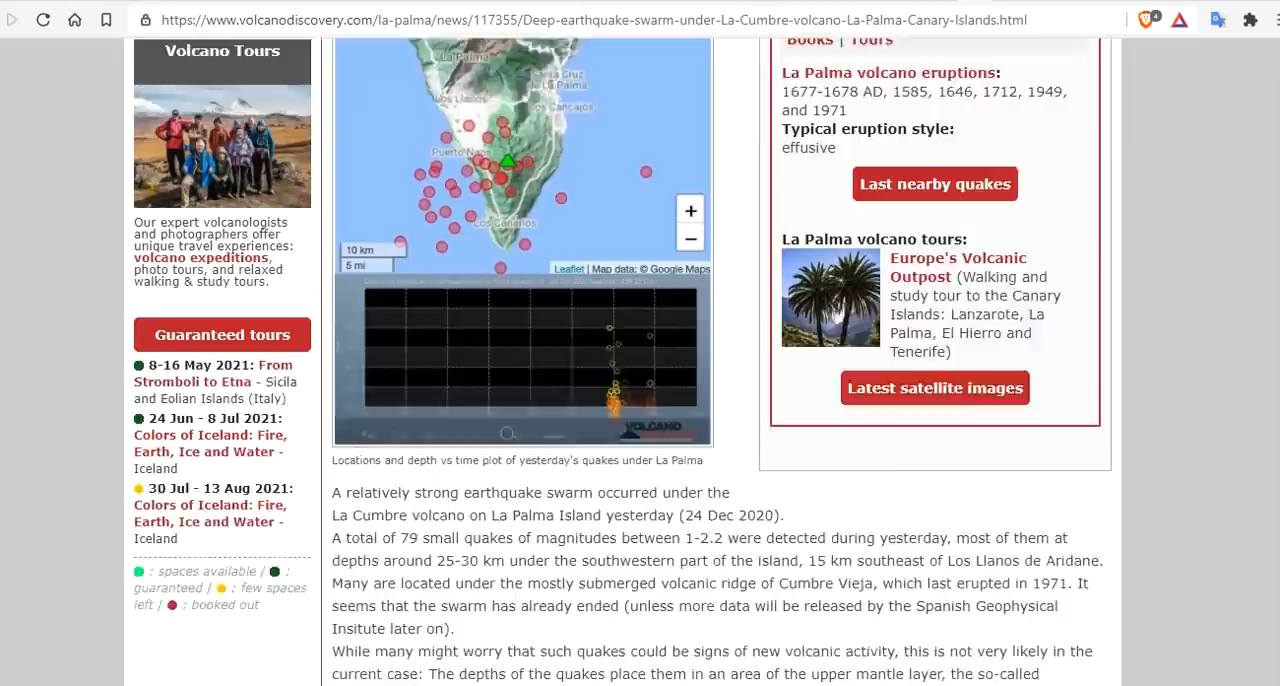 https://www.volcanodiscovery.com/la-palma/news/117355/Deep-earthquake-swarm-under-La-Cumbre-volcano-La-Palma-Canary-Islands.html
4
Volcano Tours
Our expert volcanologists
and photographers offer
unique travel experiences:
volcano expeditions,
photo tours, and relaxed
walking & study tours.
Guaranteed tours
8-16 May 2021: From
Stromboli to Etna - Sicila
and Eolian Islands (Italy)
24 Jun - 8 Jul 2021:
Colors of Iceland: Fire,
Earth, Ice and Water -
Iceland
30 Jul - 13 Aug 2021:
Colors of Iceland: Fire,
Earth, Ice and Water -
Iceland
: spaces available / :
guaranteed / : few spaces
left / : booked out
La Palma
Santa Cruz
de La Palma
Los Llanos
Los Cancajos
Puerto Naos
Los Canarios
+
−
10 km
5 mi
Leaflet | Map data: © Google Maps
VOLCANO
Locations and depth vs time plot of yesterday's quakes under La Palma
A relatively strong earthquake swarm occurred under the
La Cumbre volcano on La Palma Island yesterday (24 Dec 2020).
A total of 79 small quakes of magnitudes between 1-2.2 were detected during yesterday, most of them at
depths around 25-30 km under the southwestern part of the island, 15 km southeast of Los Llanos de Aridane.
Many are located under the mostly submerged volcanic ridge of Cumbre Vieja, which last erupted in 1971. It
seems that the swarm has already ended (unless more data will be released by the Spanish Geophysical
Insitute later on).
While many might worry that such quakes could be signs of new volcanic activity, this is not very likely in the
current case: The depths of the quakes place them in an area of the upper mantle layer, the so-called
Books | Tours
La Palma volcano eruptions:
1677-1678 AD, 1585, 1646, 1712, 1949,
and 1971
Typical eruption style:
effusive
Last nearby quakes
La Palma volcano tours:
Europe's Volcanic
Outpost (Walking and
study tour to the Canary
Islands: Lanzarote, La
Palma, El Hierro and
Tenerife)
Latest satellite images